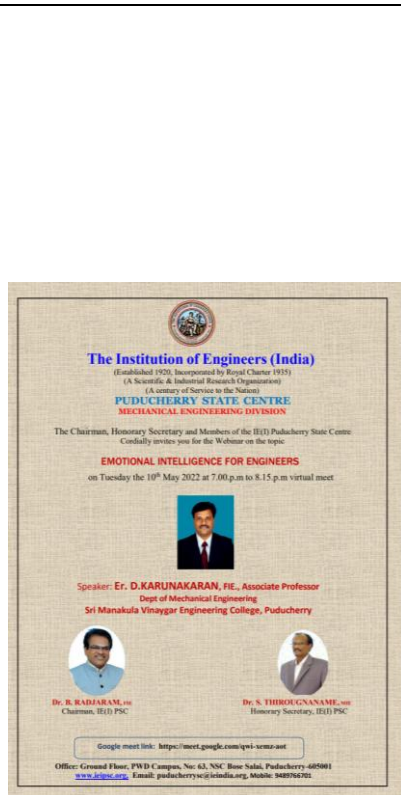 The Institution of Engineers (India)
(Established 1920, Incorporated by Royal Charter 1935)
(A Scientific & Industrial Research Organization)
(A century of Service to the Nation)
PUDUCHERRY STATE CENTRE
MECHANICAL ENGINEERING DIVISION
The Chairman, Honorary Secretary and Members of the IE(I) Puducherry State Centre
Cordially invites you for the Webinar on the topic
EMOTIONAL INTELLIGENCE FOR ENGINEERS
on Tuesday the 10th May 2022 at 7.00.p.m to 8.15.p.m virtual meet
Speaker: Er. D.KARUNAKARAN, FIE., Associate Professor
Dept of Mechanical Engineering
Sri Manakula Vinaygar Engineering College, Puducherry
Dr. B. RADJARAM,
Chairman, IE(I) PSC
Dr. S. THIROUGNANAME,
Honorary Secretary, IE(I) PSC
Google meet link: https://meet.google.com/qwi-xemz-aot
Office: Ground Floor, PWD Campus, No: 63, NSC Bose Salai, Puducherry-605001
www.ieipsc.org, Email: puducherrysc@ieindia.org, Mobile: 9489766701